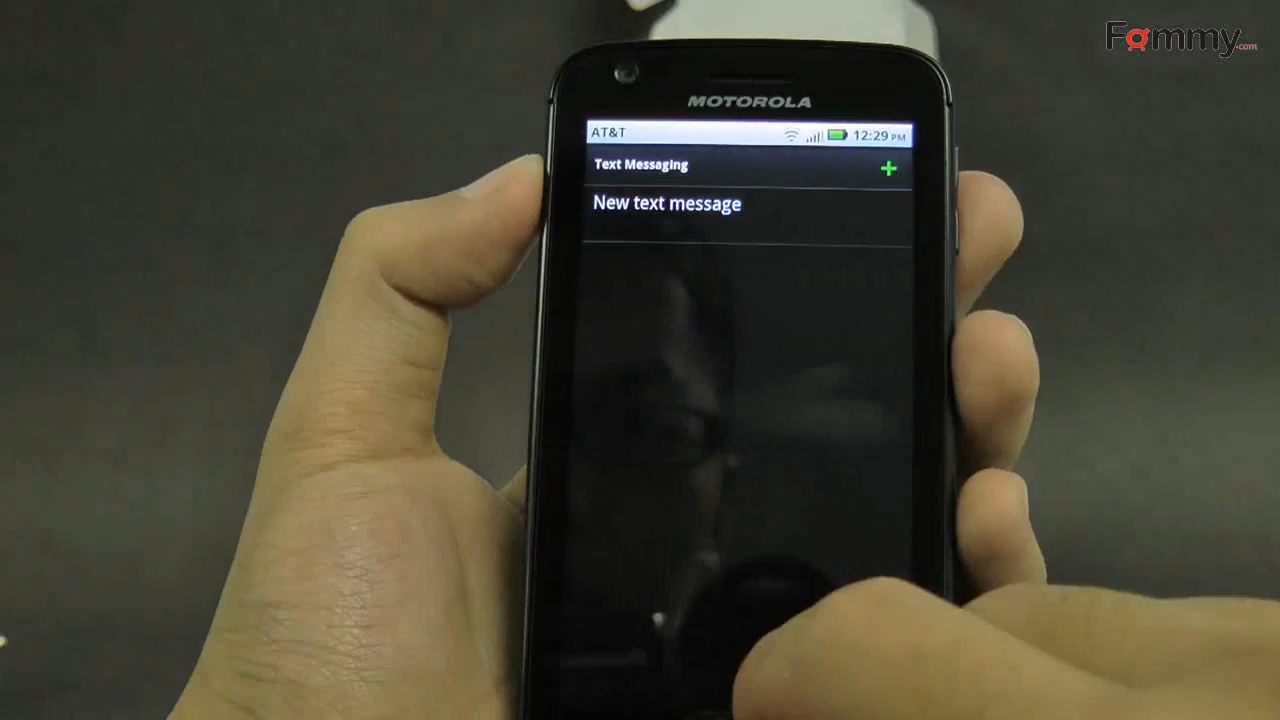 Fommy.com
MOTOROLA
AT&T 12:29 PM
Text Messaging +
New text message